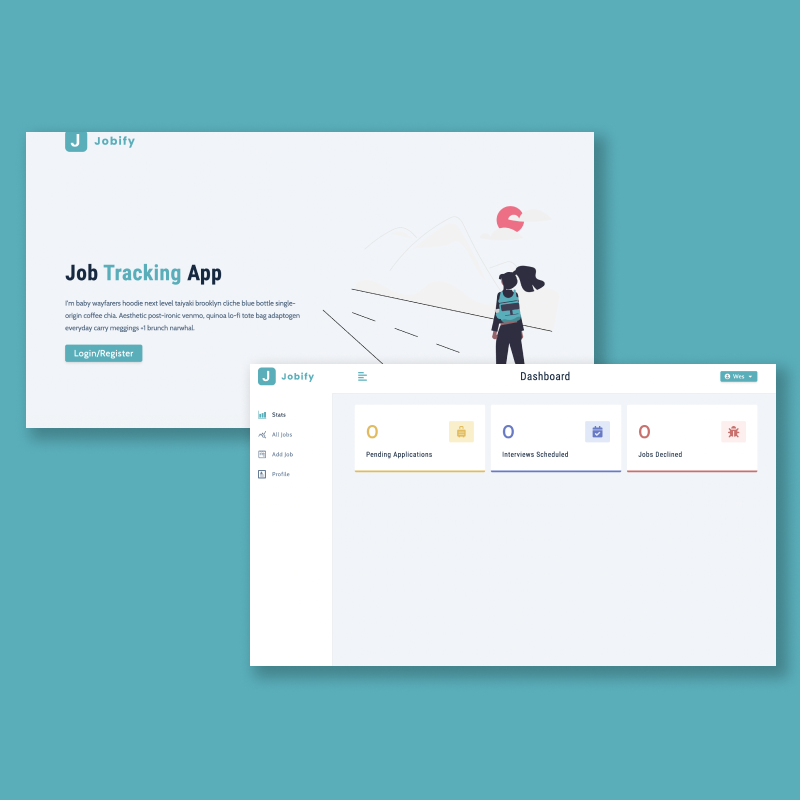 J Jobify
Job Tracking App
I'm baby wayfarers hoodie next level taiyaki brooklyn cliche blue bottle single-
origin coffee chia. Aesthetic post-ironic venmo, quinoa lo-fi tote bag adaptogen
everyday carry meggings +1 brunch narwhal.
Login/Register
J Jobify
Dashboard
Wes
Stats
All Jobs
Add Job
Profile
0
Pending Applications
0
Interviews Scheduled
0
Jobs Declined